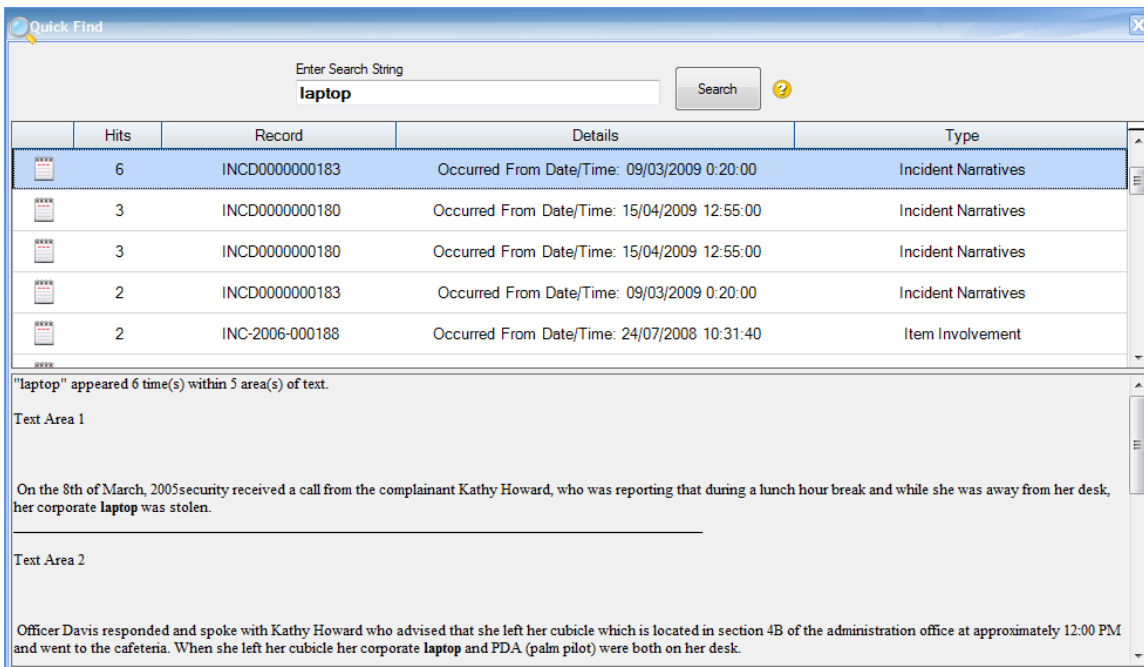 Quick Find
Enter Search String
laptop
Search
Hits Record Details Type
6 INCD0000000183 Occurred From Date/Time: 09/03/2009 0:20:00 Incident Narratives
3 INCD0000000180 Occurred From Date/Time: 15/04/2009 12:55:00 Incident Narratives
3 INCD0000000180 Occurred From Date/Time: 15/04/2009 12:55:00 Incident Narratives
2 INCD0000000183 Occurred From Date/Time: 09/03/2009 0:20:00 Incident Narratives
2 INC-2006-000188 Occurred From Date/Time: 24/07/2008 10:31:40 Item Involvement
"laptop" appeared 6 time(s) within 5 area(s) of text.
Text Area 1
On the 8th of March, 2005security received a call from the complainant Kathy Howard, who was reporting that during a lunch hour break and while she was away from her desk,
her corporate laptop was stolen.
Text Area 2
Officer Davis responded and spoke with Kathy Howard who advised that she left her cubicle which is located in section 4B of the administration office at approximately 12:00 PM
and went to the cafeteria. When she left her cubicle her corporate laptop and PDA (palm pilot) were both on her desk.